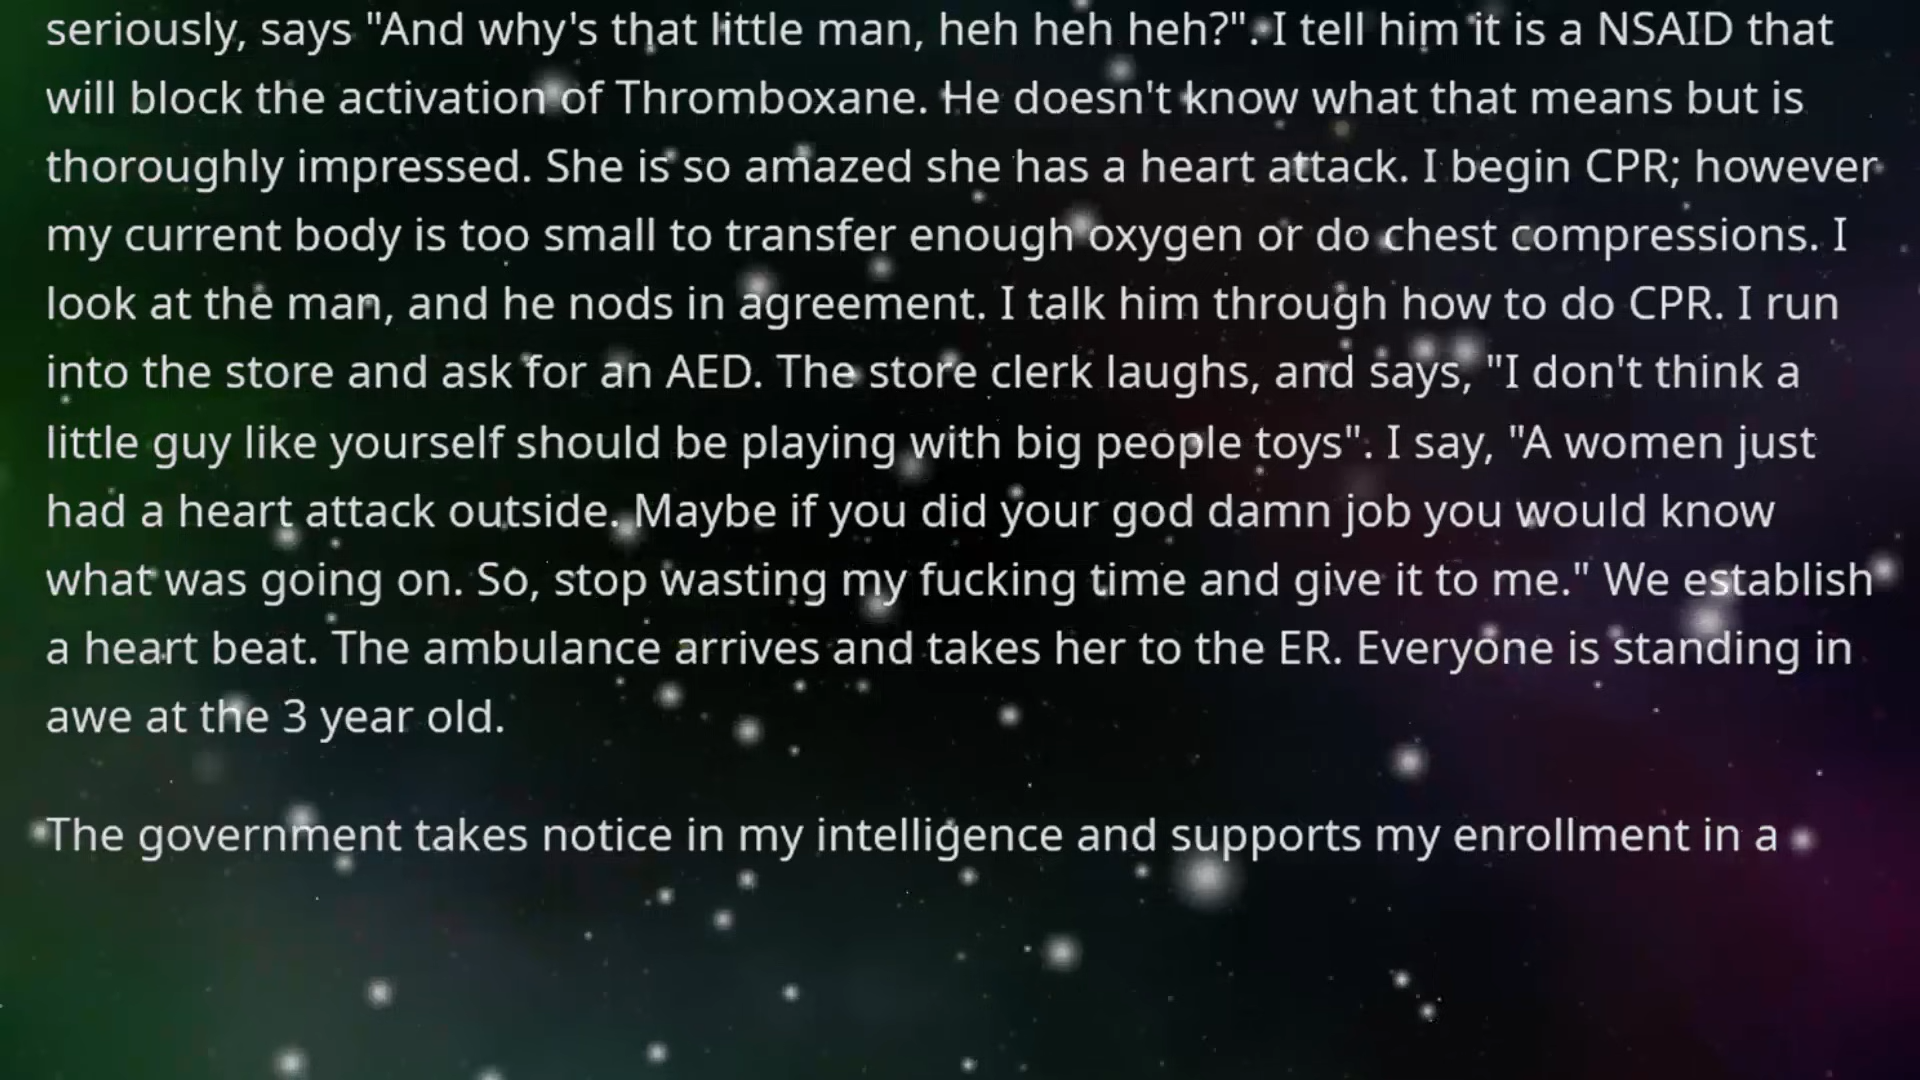 seriously, says "And why's that little man, heh heh heh?". I tell him it is a NSAID that
will block the activation of Thromboxane. He doesn't know what that means but is
thoroughly impressed. She is so amazed she has a heart attack. I begin CPR; however
my current body is too small to transfer enough oxygen or do chest compressions. I
look at the man, and he nods in agreement. I talk him through how to do CPR. I run
into the store and ask for an AED. The store clerk laughs, and says, "I don't think a
little guy like yourself should be playing with big people toys". I say, "A women just
had a heart attack outside. Maybe if you did your god damn job you would know
what was going on. So, stop wasting my fucking time and give it to me." We establish
a heart beat. The ambulance arrives and takes her to the ER. Everyone is standing in
awe at the 3 year old.
The government takes notice in my intelligence and supports my enrollment in a